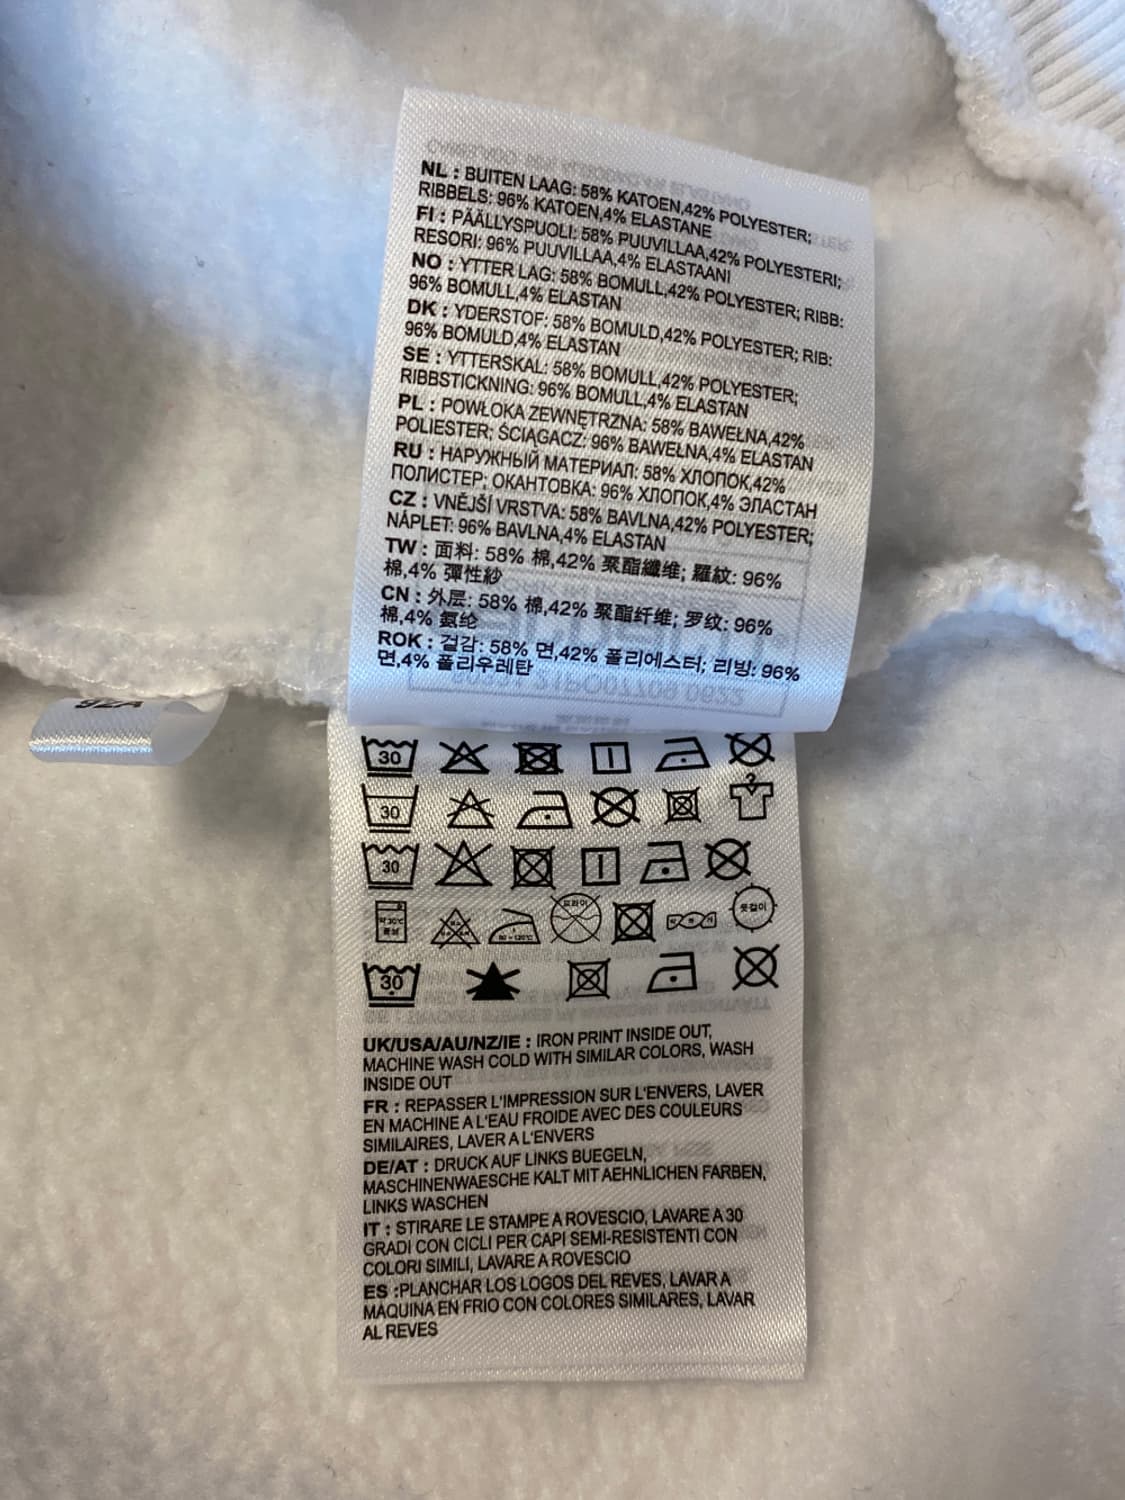 NL : BUITEN LAAG: 58% KATOEN,42% POLYESTER;
RIBBELS: 96% KATOEN,4% ELASTANE
FI : PÄÄLLYSPUOLI: 58% PUUVILLAA,42% POLYESTERI;
RESORI: 96% PUUVILLAA,4% ELASTAANI
NO : YTTER LAG: 58% BOMULL,42% POLYESTER; RIBB:
96% BOMULL,4% ELASTAN
DK : YDERSTOF: 58% BOMULD,42% POLYESTER; RIB:
96% BOMULD,4% ELASTAN
SE : YTTERSKAL: 58% BOMULL,42% POLYESTER;
RIBBSTICKNING: 96% BOMULL,4% ELASTAN
PL : POWŁOKA ZEWNĘTRZNA: 58% BAWEŁNA,42%
POLIESTER; ŚCIĄGACZ: 96% BAWEŁNA,4% ELASTAN
RU : НАРУЖНЫЙ МАТЕРИАЛ: 58% ХЛОПОК,42%
ПОЛИСТЕР; ОКАНТОВКА: 96% ХЛОПОК,4% ЭЛАСТАН
CZ : VNĚJŠÍ VRSTVA: 58% BAVLNA,42% POLYESTER;
NÁPLET: 96% BAVLNA,4% ELASTAN
TW : 面料: 58% 棉,42% 聚酯纖維; 羅紋: 96%
棉,4% 彈性紗
CN : 外层: 58% 棉,42% 聚酯纤维; 罗纹: 96%
棉,4% 氨纶
ROK : 겉감: 58% 면,42% 폴리에스터; 리빙: 96%
면,4% 폴리우레탄
30
30
30
약 30℃
중성
80~120℃
드라이
옷걸이
30
UK/USA/AU/NZ/IE : IRON PRINT INSIDE OUT,
MACHINE WASH COLD WITH SIMILAR COLORS, WASH
INSIDE OUT
FR : REPASSER L'IMPRESSION SUR L'ENVERS, LAVER
EN MACHINE A L'EAU FROIDE AVEC DES COULEURS
SIMILAIRES, LAVER A L'ENVERS
DE/AT : DRUCK AUF LINKS BUEGELN,
MASCHINENWAESCHE KALT MIT AEHNLICHEN FARBEN,
LINKS WASCHEN
IT : STIRARE LE STAMPE A ROVESCIO, LAVARE A 30
GRADI CON CICLI PER CAPI SEMI-RESISTENTI CON
COLORI SIMILI, LAVARE A ROVESCIO
ES :PLANCHAR LOS LOGOS DEL REVES, LAVAR A
MAQUINA EN FRIO CON COLORES SIMILARES, LAVAR
AL REVES